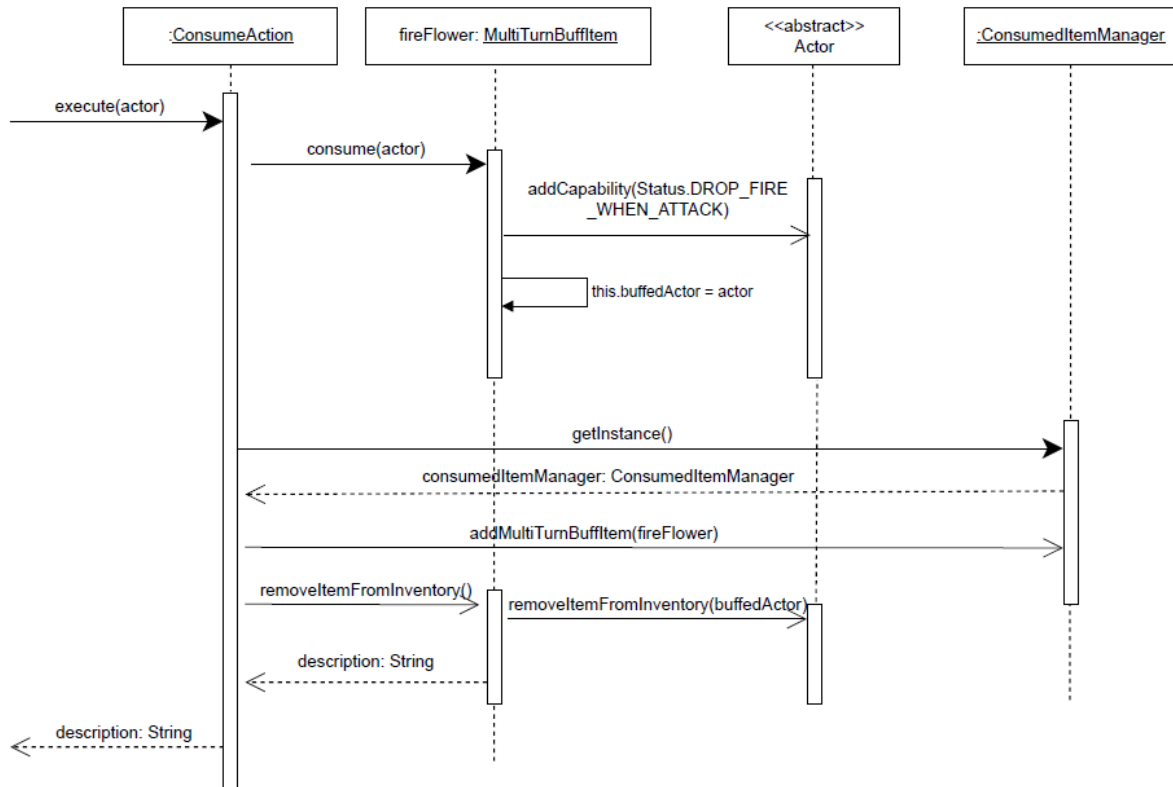 :ConsumeAction
fireFlower: MultiTurnBuffItem
<<abstract>>
Actor
:ConsumedItemManager
execute(actor)
consume(actor)
addCapability(Status.DROP_FIRE
_WHEN_ATTACK)
this.buffedActor = actor
getInstance()
consumedItemManager: ConsumedItemManager
addMultiTurnBuffItem(fireFlower)
removeItemFromInventory()
removeItemFromInventory(buffedActor)
description: String
description: String